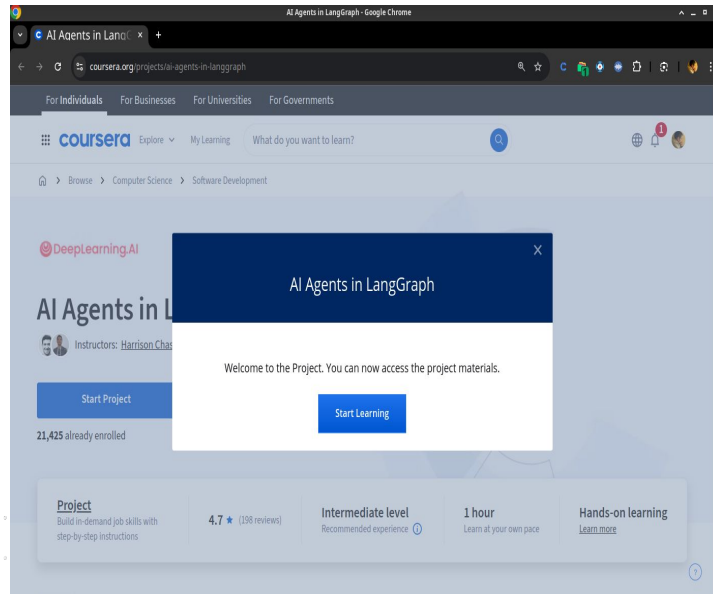 AI Agents in LangGraph - Google Chrome
AI Agents in LangG
coursera.org/projects/ai-agents-in-langgraph
For Individuals For Businesses For Universities For Governments
coursera Explore My Learning What do you want to learn? 1
Browse > Computer Science > Software Development
DeepLearning.AI
AI Agents in LangGraph
AI Agents in L
Instructors: Harrison Chas
Welcome to the Project. You can now access the project materials.
Start Project
Start Learning
21,425 already enrolled
Project
Build in-demand job skills with
step-by-step instructions
4.7 ★ (198 reviews)
Intermediate level
Recommended experience
1 hour
Learn at your own pace
Hands-on learning
Learn more